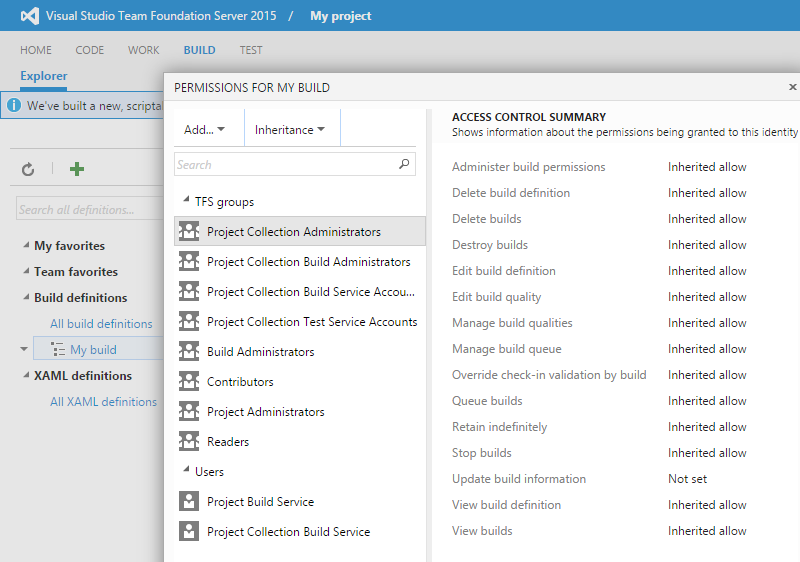 Visual Studio Team Foundation Server 2015 / My project
HOME CODE WORK BUILD TEST
Explorer
We've built a new, scripta
Search all definitions...
My favorites
Team favorites
Build definitions
All build definitions
My build
XAML definitions
All XAML definitions
PERMISSIONS FOR MY BUILD
Add...
Inheritance
Search
TFS groups
Project Collection Administrators
Project Collection Build Administrators
Project Collection Build Service Accou...
Project Collection Test Service Accounts
Build Administrators
Contributors
Project Administrators
Readers
Users
Project Build Service
Project Collection Build Service
ACCESS CONTROL SUMMARY
Shows information about the permissions being granted to this identity
Administer build permissions Inherited allow
Delete build definition Inherited allow
Delete builds Inherited allow
Destroy builds Inherited allow
Edit build definition Inherited allow
Edit build quality Inherited allow
Manage build qualities Inherited allow
Manage build queue Inherited allow
Override check-in validation by build Inherited allow
Queue builds Inherited allow
Retain indefinitely Inherited allow
Stop builds Inherited allow
Update build information Not set
View build definition Inherited allow
View builds Inherited allow